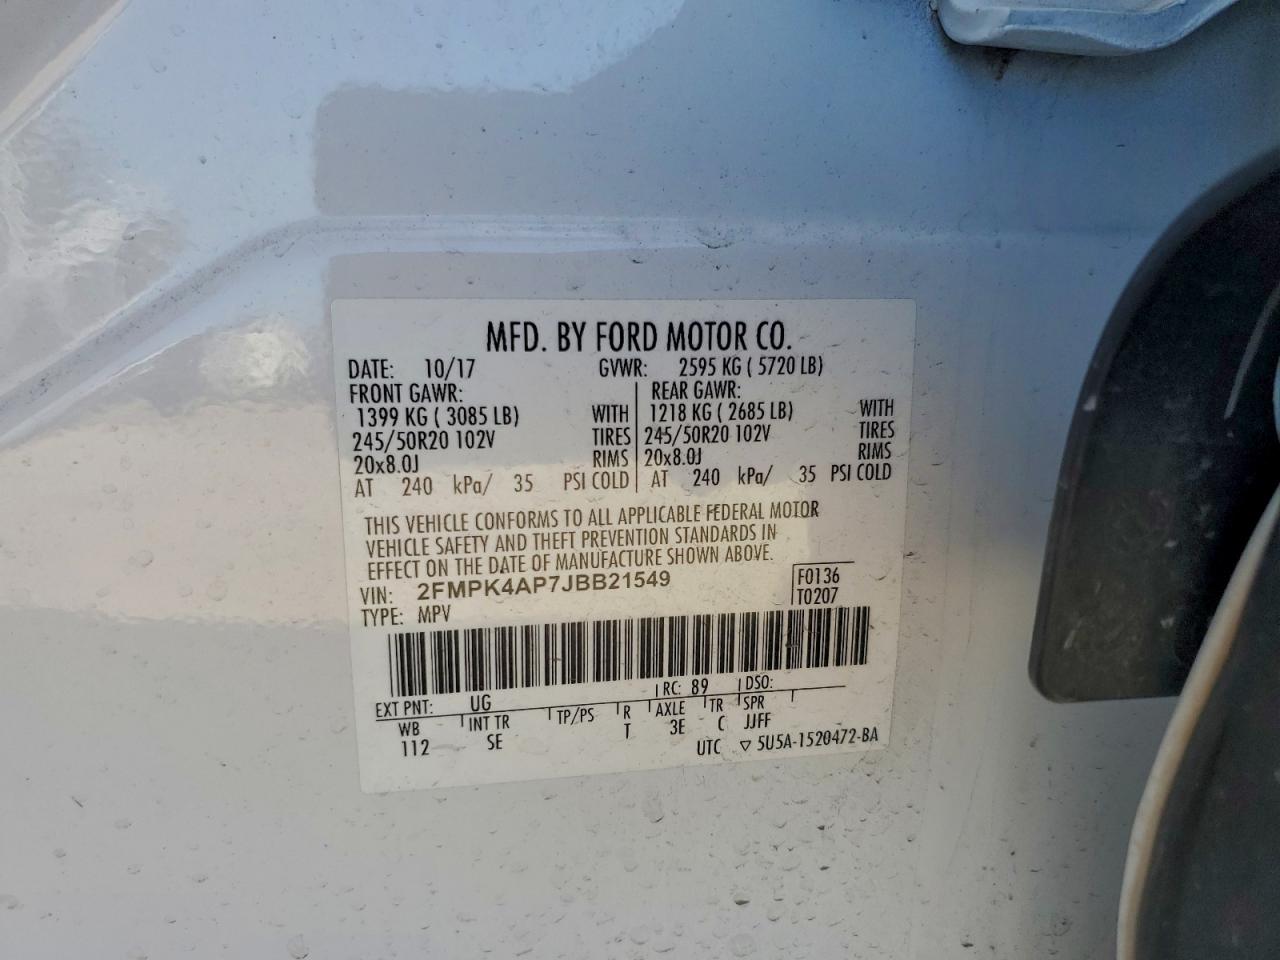 MFD. BY FORD MOTOR CO.
DATE: 10/17 GVWR: 2595 KG ( 5720 LB)
FRONT GAWR: REAR GAWR:
1399 KG ( 3085 LB) WITH 1218 KG ( 2685 LB) WITH
245/50R20 102V TIRES 245/50R20 102V TIRES
20x8.0J RIMS 20x8.0J RIMS
AT 240 kPa/ 35 PSI COLD AT 240 kPa/ 35 PSI COLD
THIS VEHICLE CONFORMS TO ALL APPLICABLE FEDERAL MOTOR
VEHICLE SAFETY AND THEFT PREVENTION STANDARDS IN
EFFECT ON THE DATE OF MANUFACTURE SHOWN ABOVE.
VIN: 2FMPK4AP7JBB21549 F0136
TYPE: MPV T0207
EXT PNT: UG RC: 89 DSO:
WB INT TR TP/PS R AXLE TR SPR
112 SE T 3E C JJFF
UTC ▽ 5U5A-1520472-BA